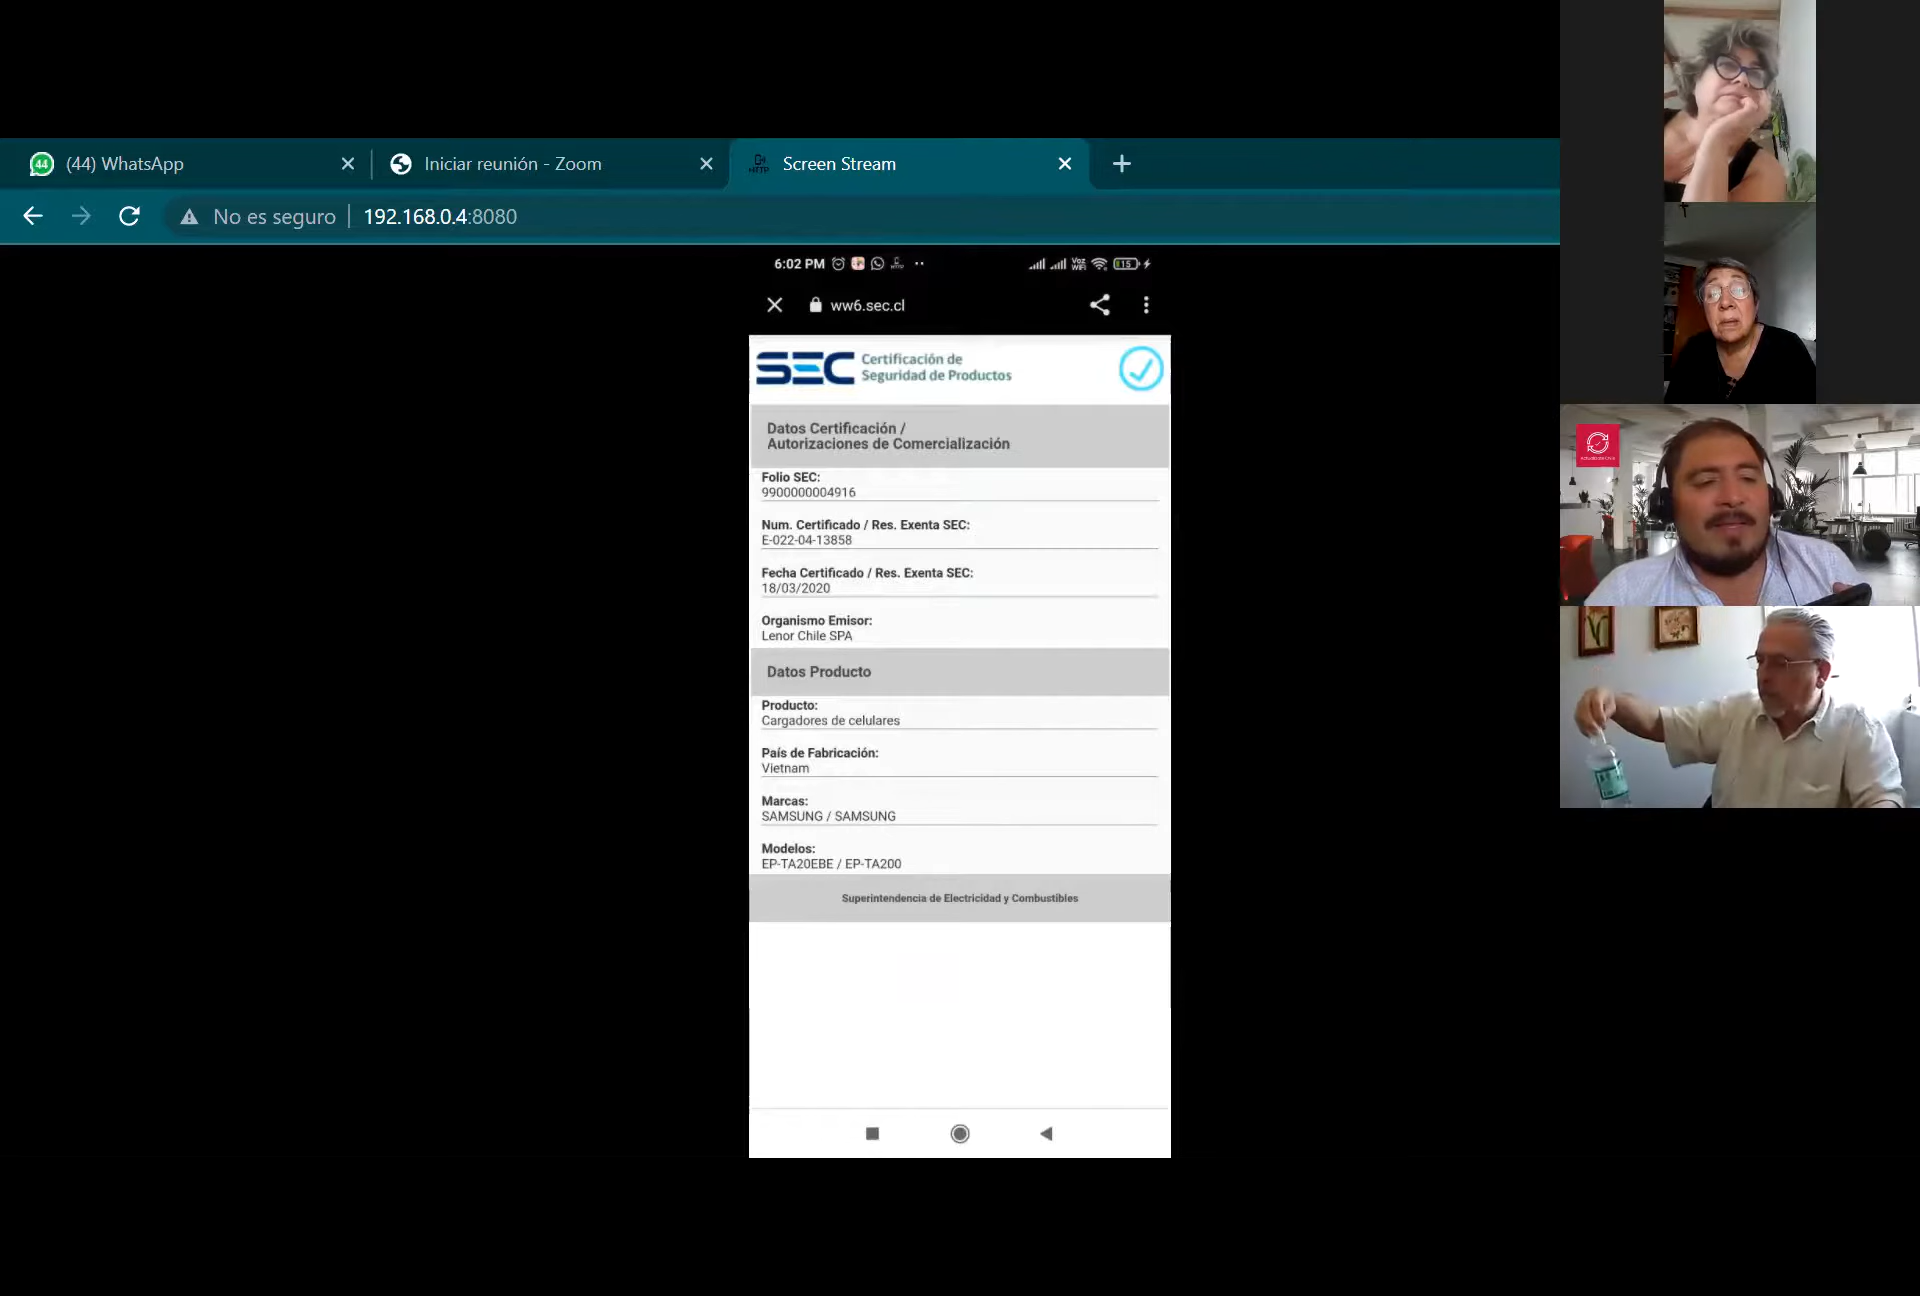 (44) WhatsApp
Iniciar reunión - Zoom
Screen Stream
No es seguro
192.168.0.4:8080
6:02 PM
Voz
WiFi
15
ww6.sec.cl
SEC Certificación de
Seguridad de Productos
Datos Certificación /
Autorizaciones de Comercialización
Folio SEC:
9900000004916
Num. Certificado / Res. Exenta SEC:
E-022-04-13858
Fecha Certificado / Res. Exenta SEC:
18/03/2020
Organismo Emisor:
Lenor Chile SPA
Datos Producto
Producto:
Cargadores de celulares
País de Fabricación:
Vietnam
Marcas:
SAMSUNG / SAMSUNG
Modelos:
EP-TA20EBE / EP-TA200
Superintendencia de Electricidad y Combustibles